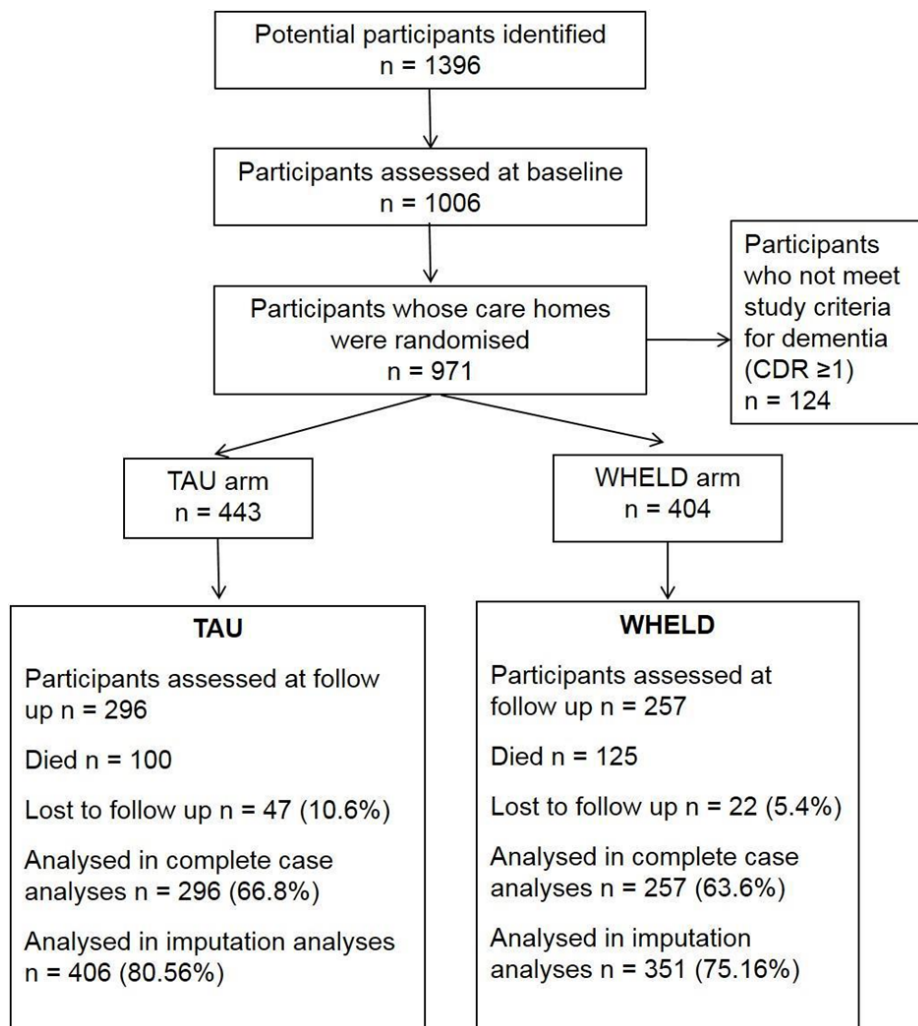 Potential participants identified
n = 1396
Participants assessed at baseline
n = 1006
Participants whose care homes
were randomised
n = 971
Participants
who not meet
study criteria
for dementia
(CDR ≥1)
n = 124
TAU arm
n = 443
WHELD arm
n = 404
TAU
Participants assessed at follow
up n = 296
Died n = 100
Lost to follow up n = 47 (10.6%)
Analysed in complete case
analyses n = 296 (66.8%)
Analysed in imputation analyses
n = 406 (80.56%)
WHELD
Participants assessed at
follow up n = 257
Died n = 125
Lost to follow up n = 22 (5.4%)
Analysed in complete case
analyses n = 257 (63.6%)
Analysed in imputation
analyses n = 351 (75.16%)